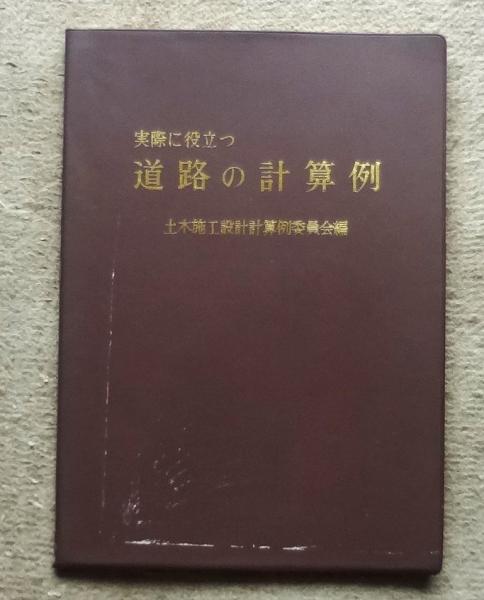 実際に役立つ
道路の計算例
土木施工設計計算例委員会編